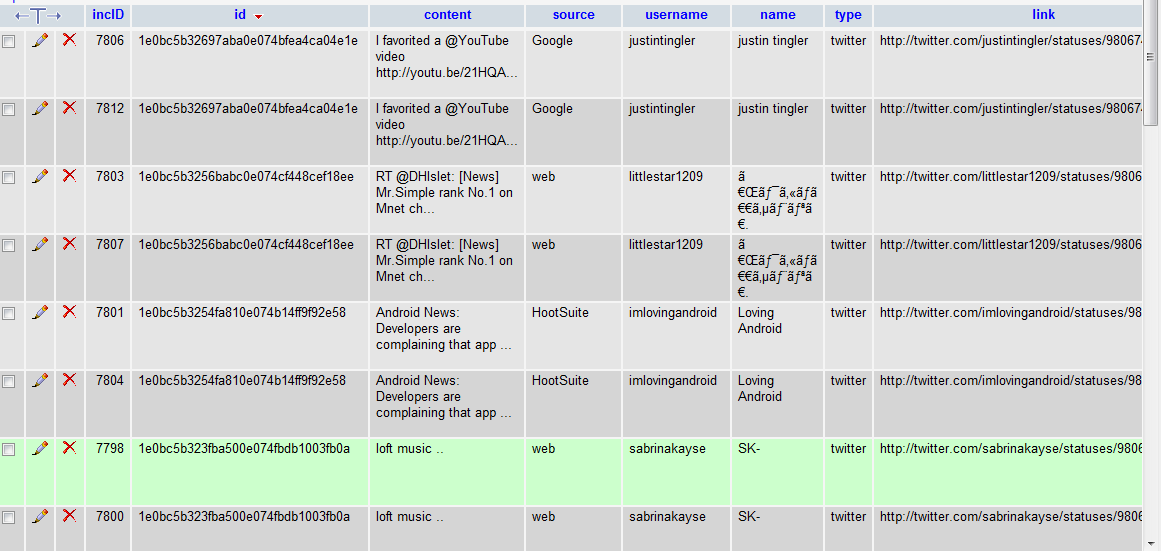 incID id content source username name type link
7806 1e0bc5b32697aba0e074bfea4ca04e1e I favorited a @YouTube Google justintingler justin tingler twitter http://twitter.com/justintingler/statuses/98067
video
http://youtu.be/21HQA...
7812 1e0bc5b32697aba0e074bfea4ca04e1e I favorited a @YouTube Google justintingler justin tingler twitter http://twitter.com/justintingler/statuses/98067
video
http://youtu.be/21HQA...
7803 1e0bc5b3256babc0e074cf448cef18ee RT @DHIslet: [News] web littlestar1209 ã twitter http://twitter.com/littlestar1209/statuses/9806
Mr.Simple rank No.1 on €Œãƒ¯ã‚«ãƒã
Mnet ch... €€ã‚µãƒ¨ãƒªã
€.
7807 1e0bc5b3256babc0e074cf448cef18ee RT @DHIslet: [News] web littlestar1209 ã twitter http://twitter.com/littlestar1209/statuses/9806
Mr.Simple rank No.1 on €Œãƒ¯ã‚«ãƒã
Mnet ch... €€ã‚µãƒ¨ãƒªã
€.
7801 1e0bc5b3254fa810e074b14ff9f92e58 Android News: HootSuite imlovingandroid Loving twitter http://twitter.com/imlovingandroid/statuses/98
Developers are Android
complaining that app ...
7804 1e0bc5b3254fa810e074b14ff9f92e58 Android News: HootSuite imlovingandroid Loving twitter http://twitter.com/imlovingandroid/statuses/98
Developers are Android
complaining that app ...
7798 1e0bc5b323fba500e074fbdb1003fb0a loft music .. web sabrinakayse SK- twitter http://twitter.com/sabrinakayse/statuses/9806
7800 1e0bc5b323fba500e074fbdb1003fb0a loft music .. web sabrinakayse SK- twitter http://twitter.com/sabrinakayse/statuses/9806